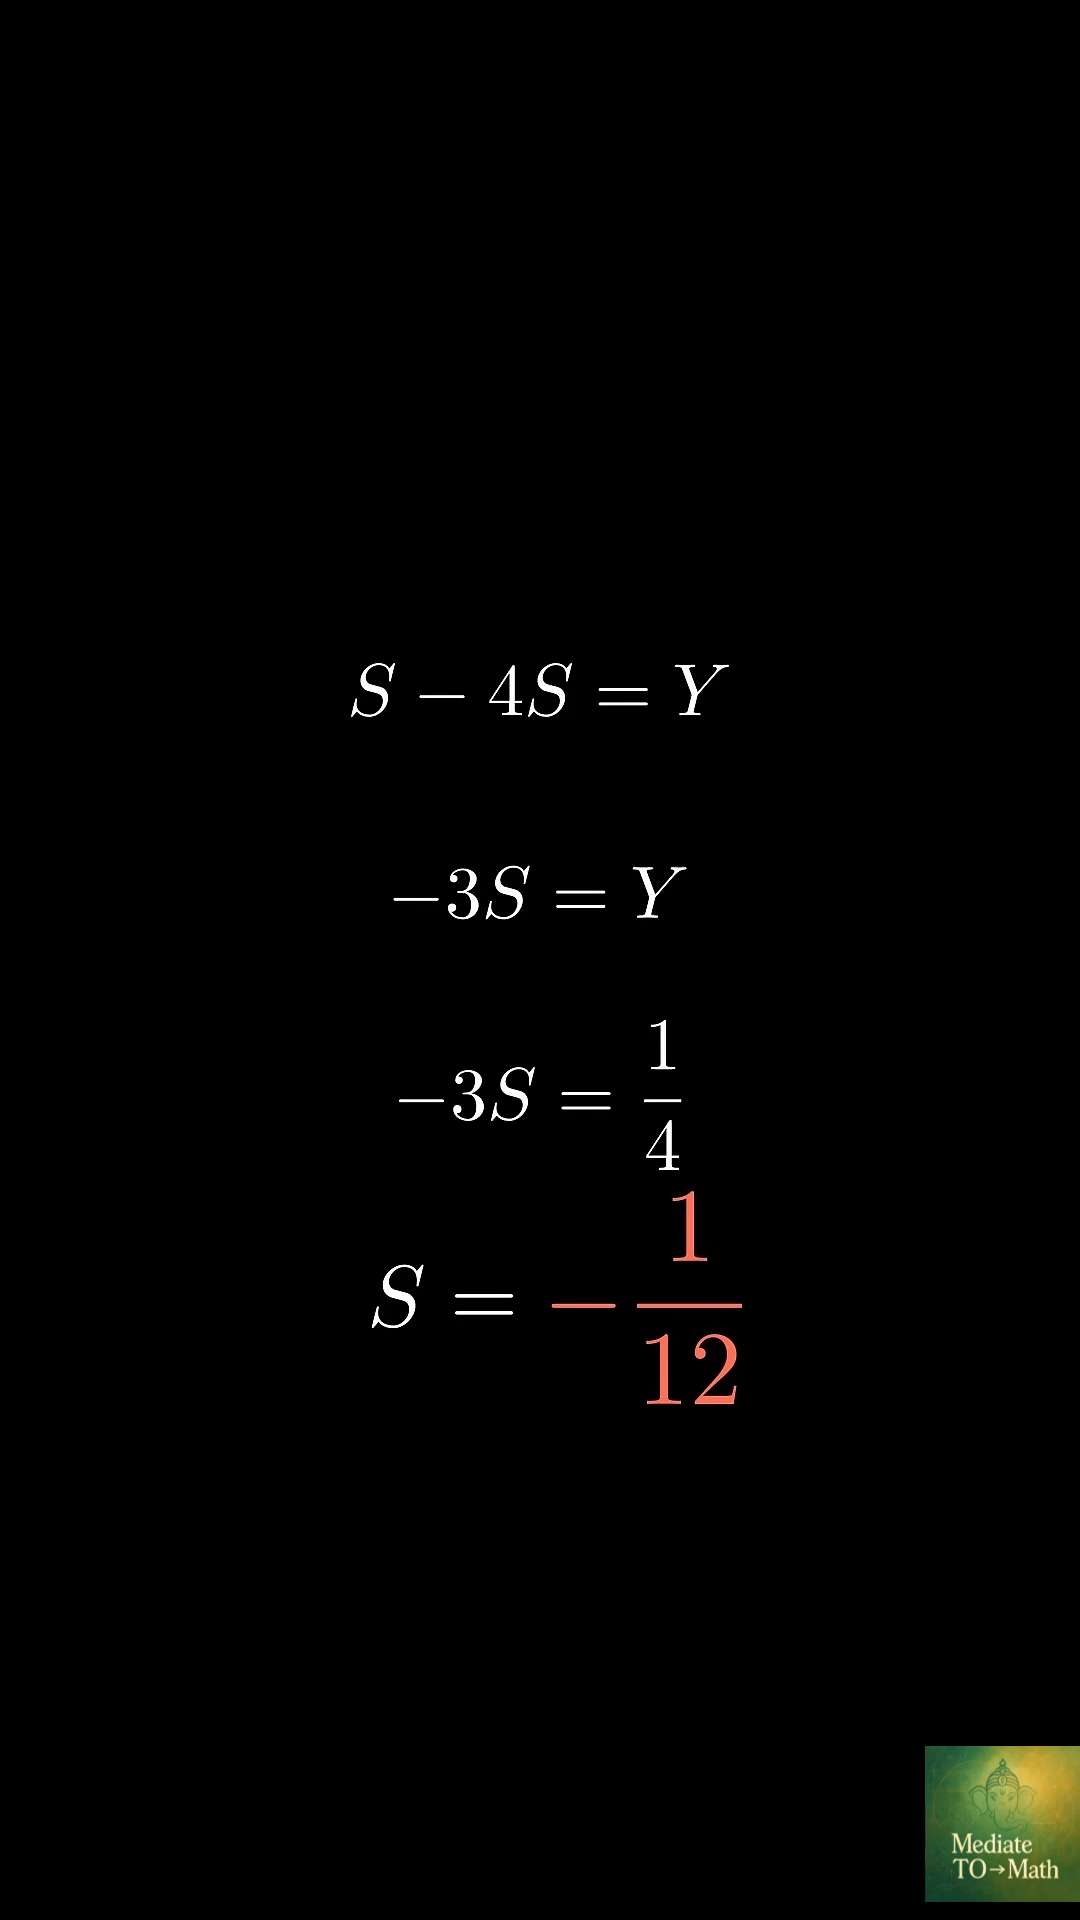 S − 4S = Y
−3S = Y
−3S = 1/4
S = −1/12
Mediate
TO→Math